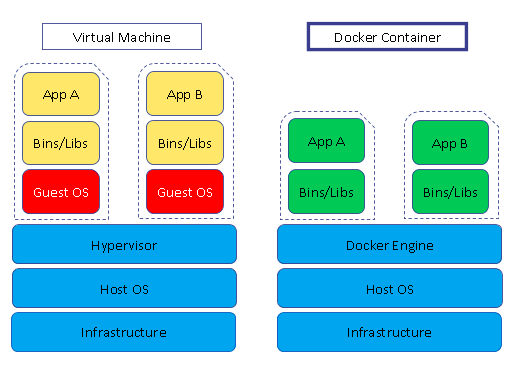 Virtual Machine
Docker Container
App A
App B
Bins/Libs
Bins/Libs
Guest OS
Guest OS
Hypervisor
Host OS
Infrastructure
App A
App B
Bins/Libs
Bins/Libs
Docker Engine
Host OS
Infrastructure